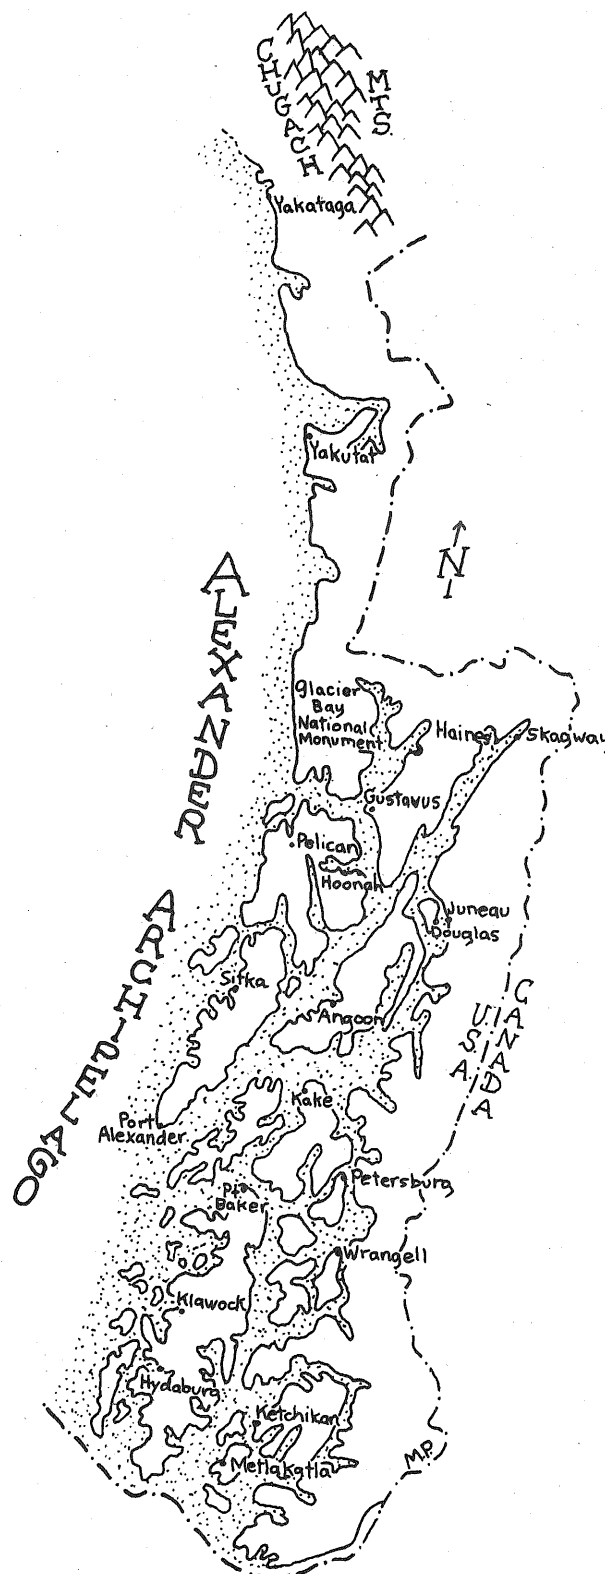 CHUGACH
MTS.
Yakataga
Yakutat
N
ALEXANDER
Glacier
Bay
National
Monument
Haines
Skagway
Gustavus
Pelican
Hoonah
Juneau
Douglas
ARCHIPELAGO
Sitka
Angoon
U.S.A.
CANADA
Kake
Port
Alexander
Petersburg
Pt.
Baker
Wrangell
Klawock
Hydaburg
Ketchikan
Metlakatla
M.P.